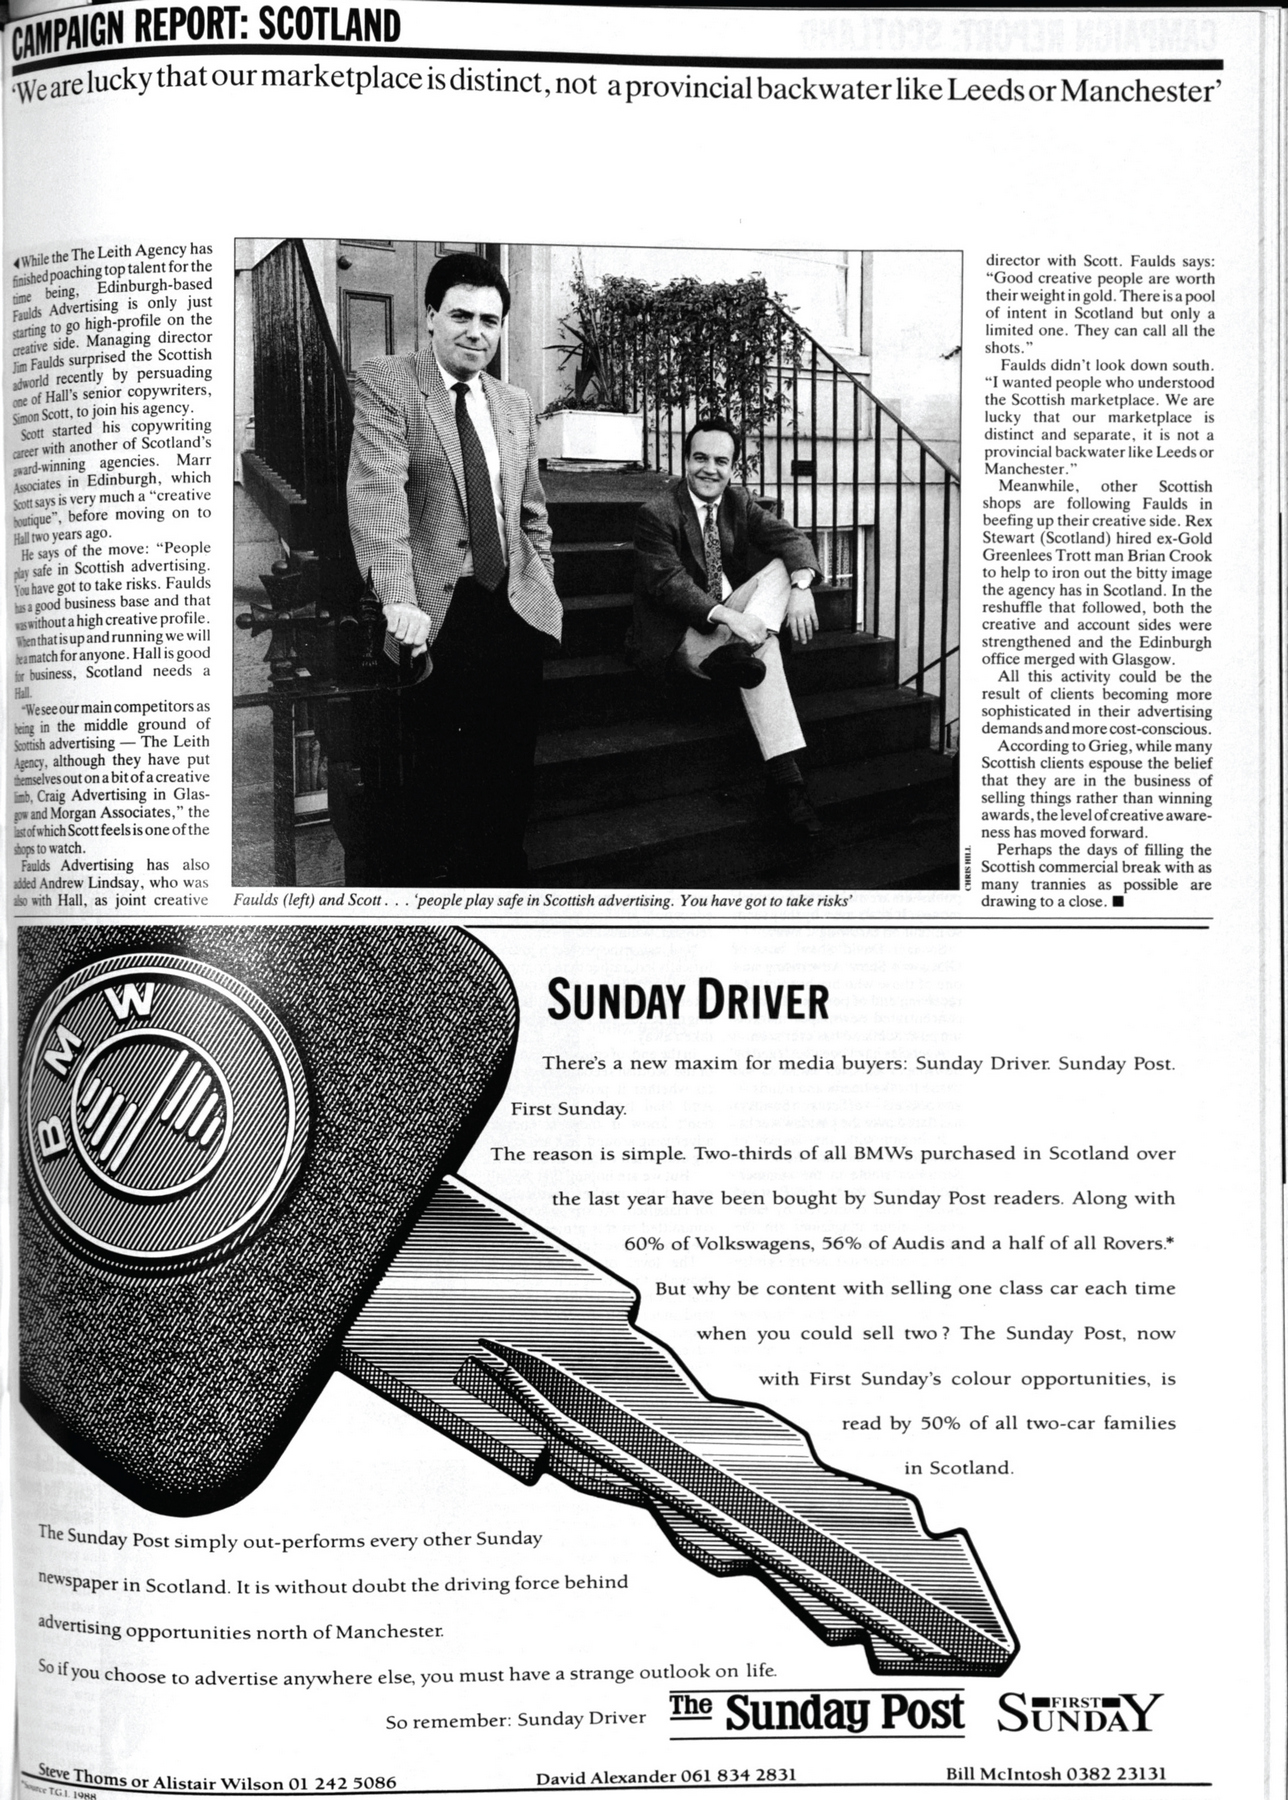 CAMPAIGN REPORT: SCOTLAND
‘We are lucky that our marketplace is distinct, not a provincial backwater like Leeds or Manchester’
◀While the The Leith Agency has
finished poaching top talent for the
time being, Edinburgh-based
Faulds Advertising is only just
starting to go high-profile on the
creative side. Managing director
Jim Faulds surprised the Scottish
adworld recently by persuading
one of Hall's senior copywriters,
Simon Scott, to join his agency.
Scott started his copywriting
career with another of Scotland's
award-winning agencies. Marr
Associates in Edinburgh, which
Scott says is very much a “creative
boutique”, before moving on to
Hall two years ago.
He says of the move: “People
play safe in Scottish advertising.
You have got to take risks. Faulds
has a good business base and that
was without a high creative profile.
When that is up and running we will
be a match for anyone. Hall is good
for business, Scotland needs a
Hall.
“We see our main competitors as
being in the middle ground of
Scottish advertising — The Leith
Agency, although they have put
themselves out on a bit of a creative
limb, Craig Advertising in Glas-
gow and Morgan Associates,” the
last of which Scott feels is one of the
shops to watch.
Faulds Advertising has also
added Andrew Lindsay, who was
also with Hall, as joint creative
CHRIS HILL
Faulds (left) and Scott . . . ‘people play safe in Scottish advertising. You have got to take risks’
director with Scott. Faulds says:
“Good creative people are worth
their weight in gold. There is a pool
of intent in Scotland but only a
limited one. They can call all the
shots.”
Faulds didn't look down south.
“I wanted people who understood
the Scottish marketplace. We are
lucky that our marketplace is
distinct and separate, it is not a
provincial backwater like Leeds or
Manchester.”
Meanwhile, other Scottish
shops are following Faulds in
beefing up their creative side. Rex
Stewart (Scotland) hired ex-Gold
Greenlees Trott man Brian Crook
to help to iron out the bitty image
the agency has in Scotland. In the
reshuffle that followed, both the
creative and account sides were
strengthened and the Edinburgh
office merged with Glasgow.
All this activity could be the
result of clients becoming more
sophisticated in their advertising
demands and more cost-conscious.
According to Grieg, while many
Scottish clients espouse the belief
that they are in the business of
selling things rather than winning
awards, the level of creative aware-
ness has moved forward.
Perhaps the days of filling the
Scottish commercial break with as
many trannies as possible are
drawing to a close. ■
BMW
SUNDAY DRIVER
There's a new maxim for media buyers: Sunday Driver. Sunday Post.
First Sunday.
The reason is simple. Two-thirds of all BMWs purchased in Scotland over
the last year have been bought by Sunday Post readers. Along with
60% of Volkswagens, 56% of Audis and a half of all Rovers.*
But why be content with selling one class car each time
when you could sell two? The Sunday Post, now
with First Sunday's colour opportunities, is
read by 50% of all two-car families
in Scotland.
The Sunday Post simply out-performs every other Sunday
newspaper in Scotland. It is without doubt the driving force behind
advertising opportunities north of Manchester.
So if you choose to advertise anywhere else, you must have a strange outlook on life.
So remember: Sunday Driver
The Sunday Post
FIRST SUNDAY
Steve Thoms or Alistair Wilson 01 242 5086
David Alexander 061 834 2831
Bill McIntosh 0382 23131
*Source T.G.I. 1988